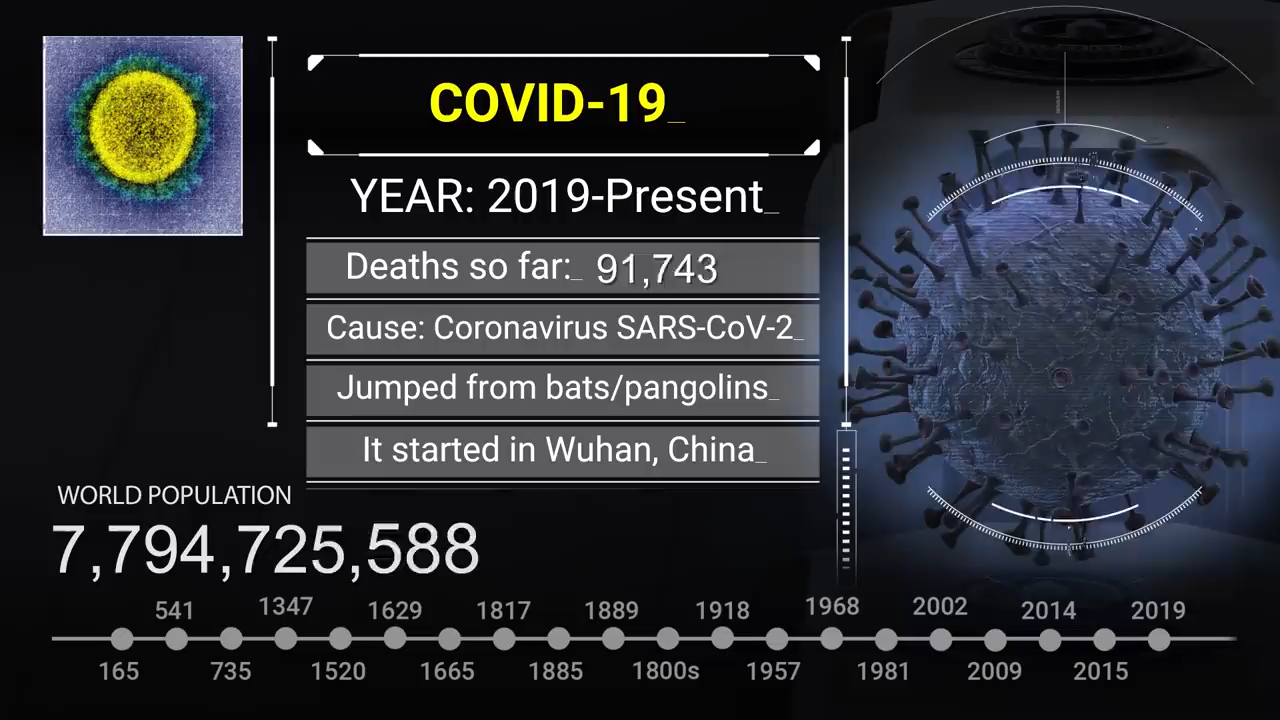 COVID-19_
YEAR: 2019-Present_
Deaths so far:_ 91,743
Cause: Coronavirus SARS-CoV-2_
Jumped from bats/pangolins_
It started in Wuhan, China_
WORLD POPULATION
7,794,725,588
541 1347 1629 1817 1889 1918 1968 2002 2014 2019
165 735 1520 1665 1885 1800s 1957 1981 2009 2015